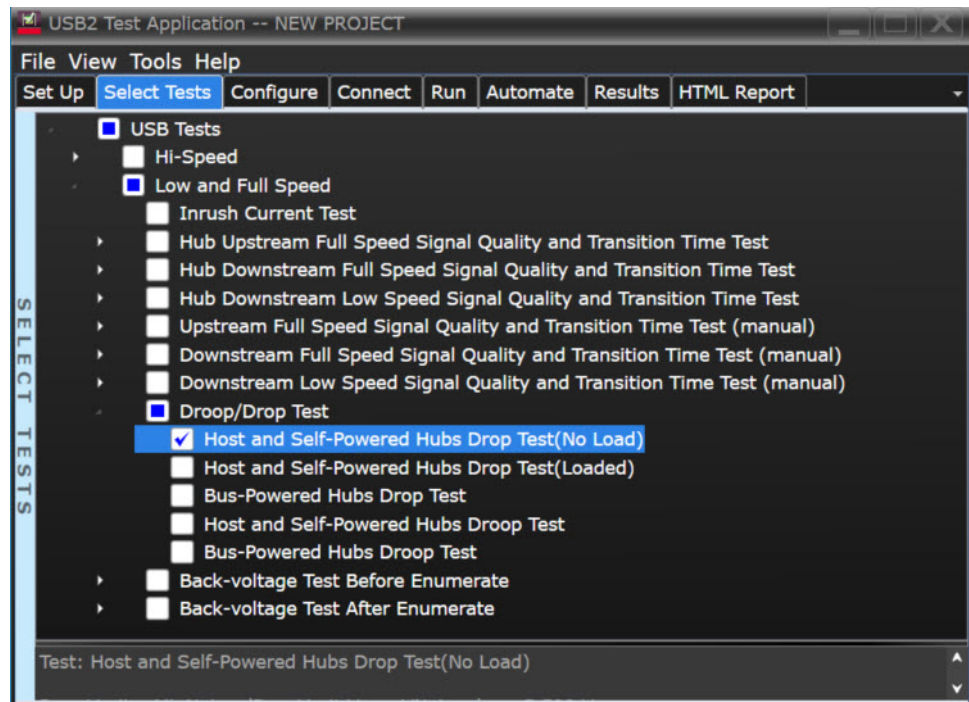 USB2 Test Application -- NEW PROJECT
File View Tools Help
Set Up Select Tests Configure Connect Run Automate Results HTML Report
USB Tests
Hi-Speed
Low and Full Speed
Inrush Current Test
Hub Upstream Full Speed Signal Quality and Transition Time Test
Hub Downstream Full Speed Signal Quality and Transition Time Test
Hub Downstream Low Speed Signal Quality and Transition Time Test
Upstream Full Speed Signal Quality and Transition Time Test (manual)
Downstream Full Speed Signal Quality and Transition Time Test (manual)
Downstream Low Speed Signal Quality and Transition Time Test (manual)
Droop/Drop Test
Host and Self-Powered Hubs Drop Test(No Load)
Host and Self-Powered Hubs Drop Test(Loaded)
Bus-Powered Hubs Drop Test
Host and Self-Powered Hubs Droop Test
Bus-Powered Hubs Droop Test
Back-voltage Test Before Enumerate
Back-voltage Test After Enumerate
SELECT TESTS
Test: Host and Self-Powered Hubs Drop Test(No Load)